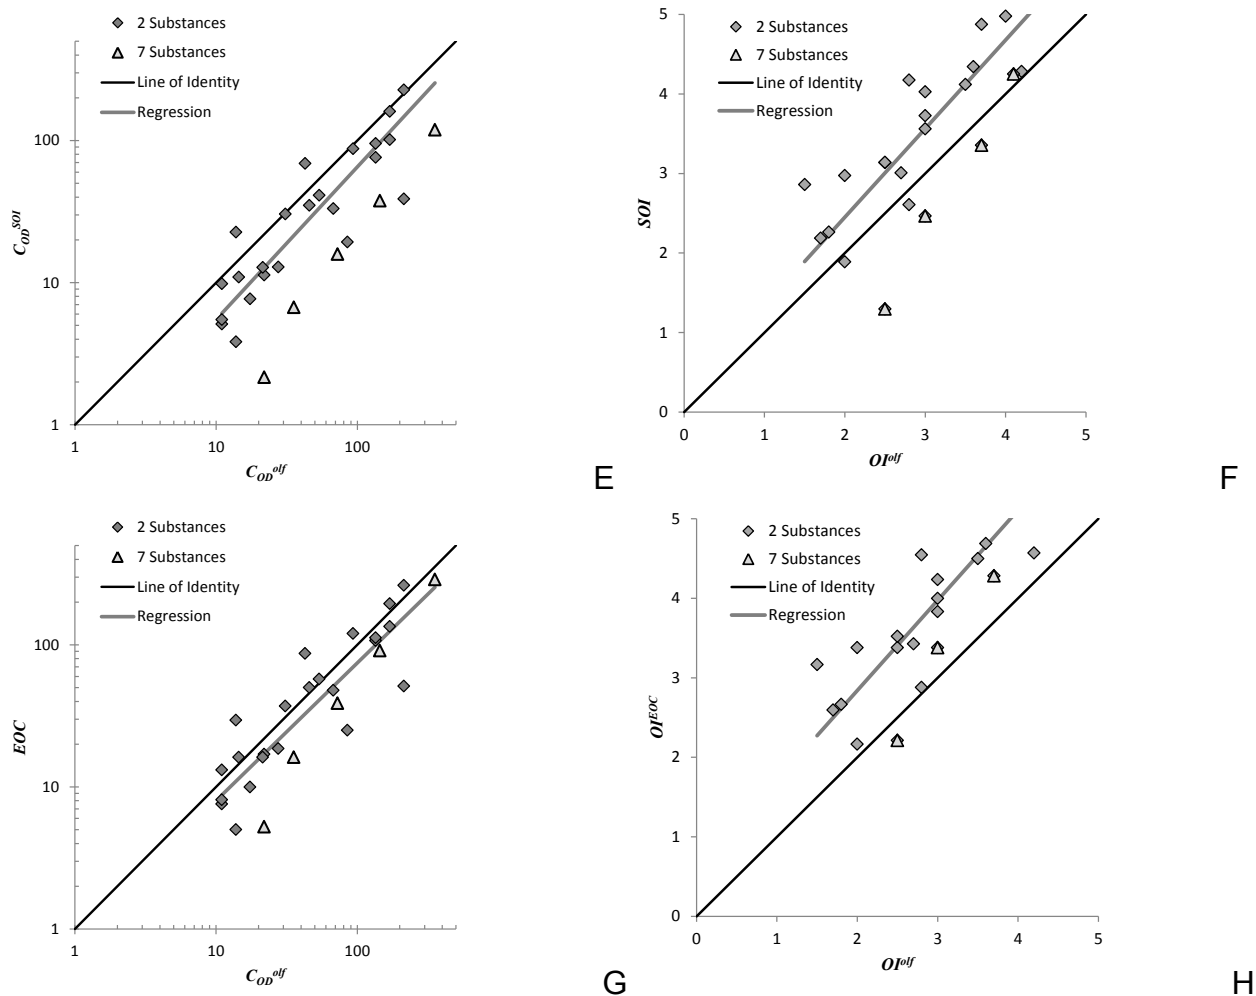 2 Substances
7 Substances
Line of Identity
Regression
100
10
1
1 10 100
C_OD^SOI
C_OD^olf
E
2 Substances
7 Substances
Line of Identity
Regression
5
4
3
2
1
0
0 1 2 3 4 5
SOI
OI^olf
F
2 Substances
7 Substances
Line of Identity
Regression
100
10
1
1 10 100
EOC
C_OD^olf
G
2 Substances
7 Substances
Line of Identity
Regression
5
4
3
2
1
0
0 1 2 3 4 5
OI^EOC
OI^olf
H